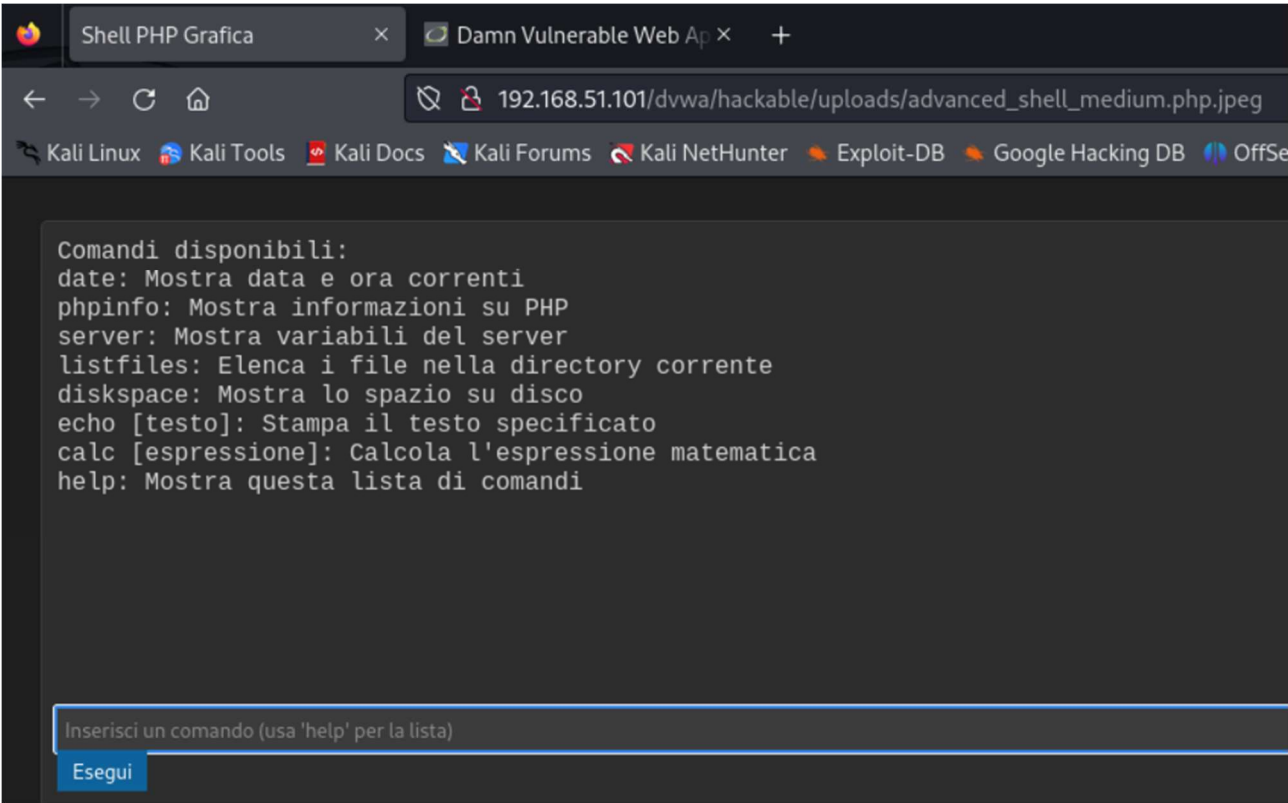 Shell PHP Grafica
Damn Vulnerable Web Ap
192.168.51.101/dvwa/hackable/uploads/advanced_shell_medium.php.jpeg
Kali Linux Kali Tools Kali Docs Kali Forums Kali NetHunter Exploit-DB Google Hacking DB OffSe
Comandi disponibili:
date: Mostra data e ora correnti
phpinfo: Mostra informazioni su PHP
server: Mostra variabili del server
listfiles: Elenca i file nella directory corrente
diskspace: Mostra lo spazio su disco
echo [testo]: Stampa il testo specificato
calc [espressione]: Calcola l'espressione matematica
help: Mostra questa lista di comandi
Inserisci un comando (usa 'help' per la lista)
Esegui